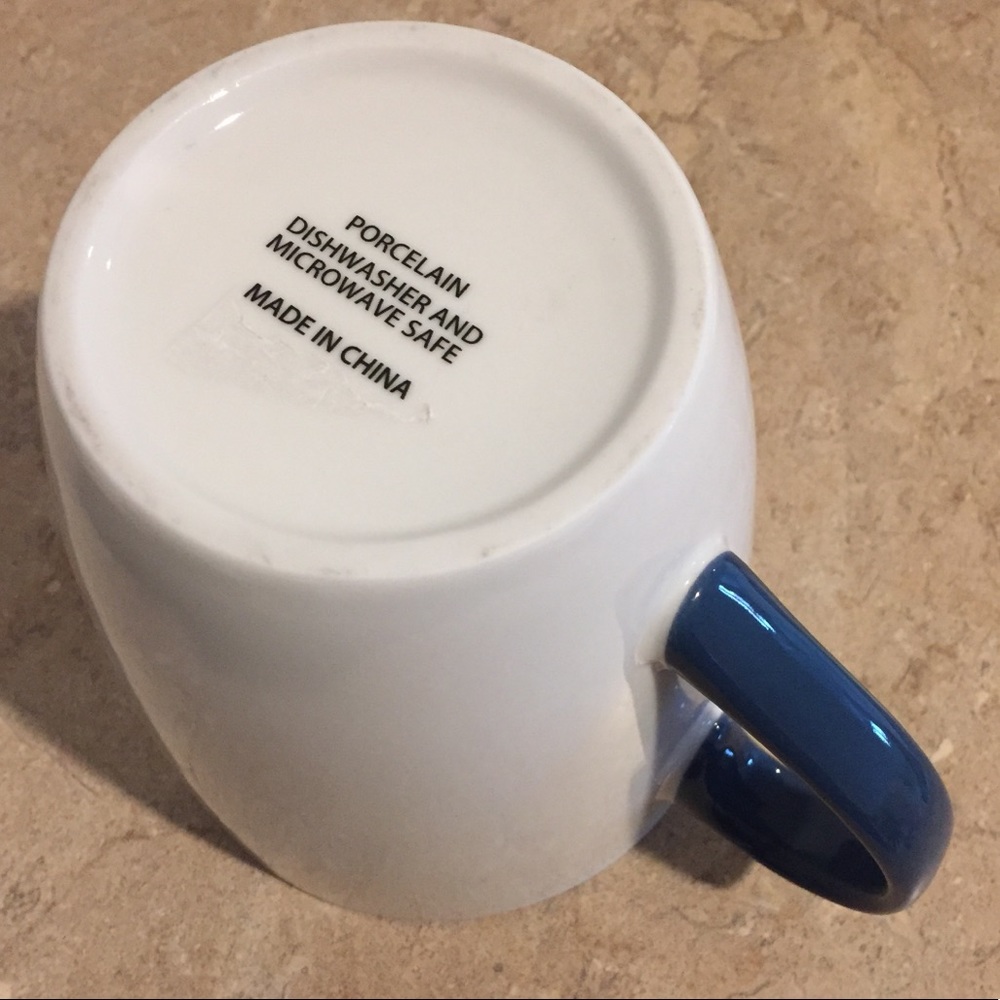 PORCELAIN
DISHWASHER AND
MICROWAVE SAFE
MADE IN CHINA